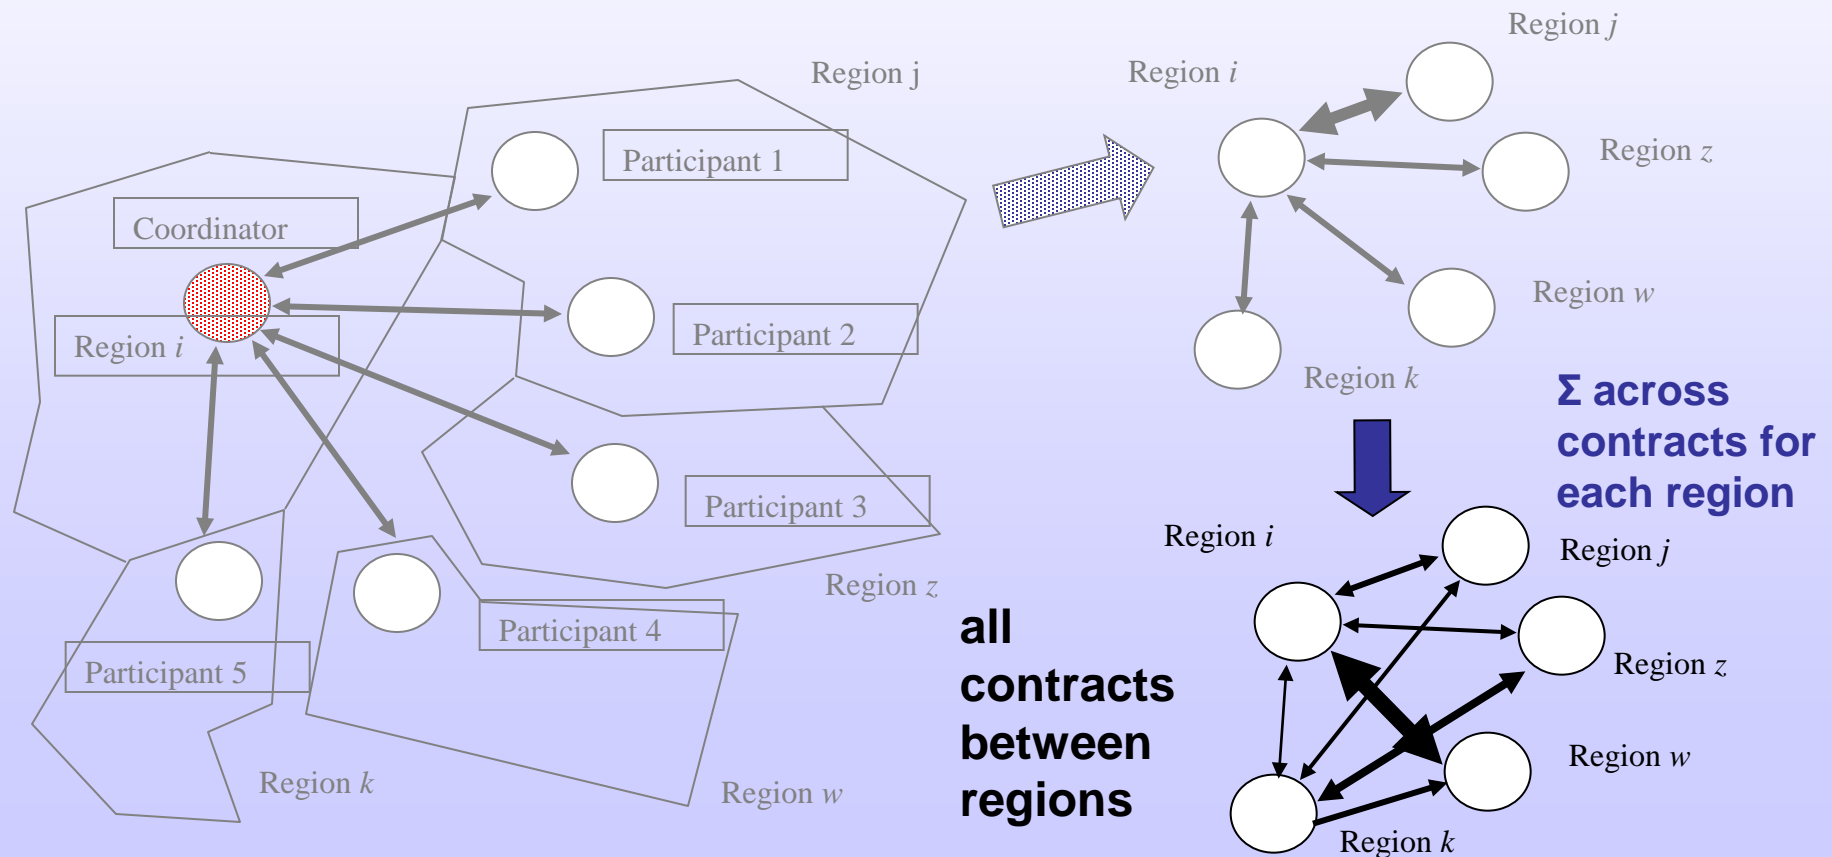 Region j
Participant 1
Coordinator
Region i
Participant 2
Participant 3
Region z
Participant 4
Participant 5
Region k
Region w
Region j
Region i
Region z
Region w
Region k
Σ across
contracts for
each region
Region i
Region j
all
contracts
between
regions
Region z
Region w
Region k